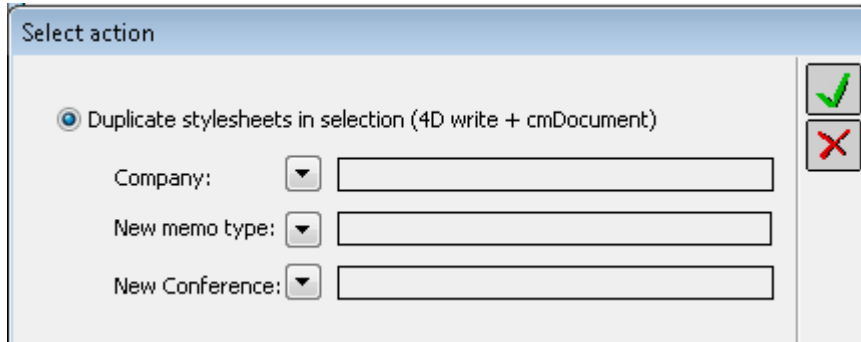 Select action
Duplicate stylesheets in selection (4D write + cmDocument)
Company:
New memo type:
New Conference: